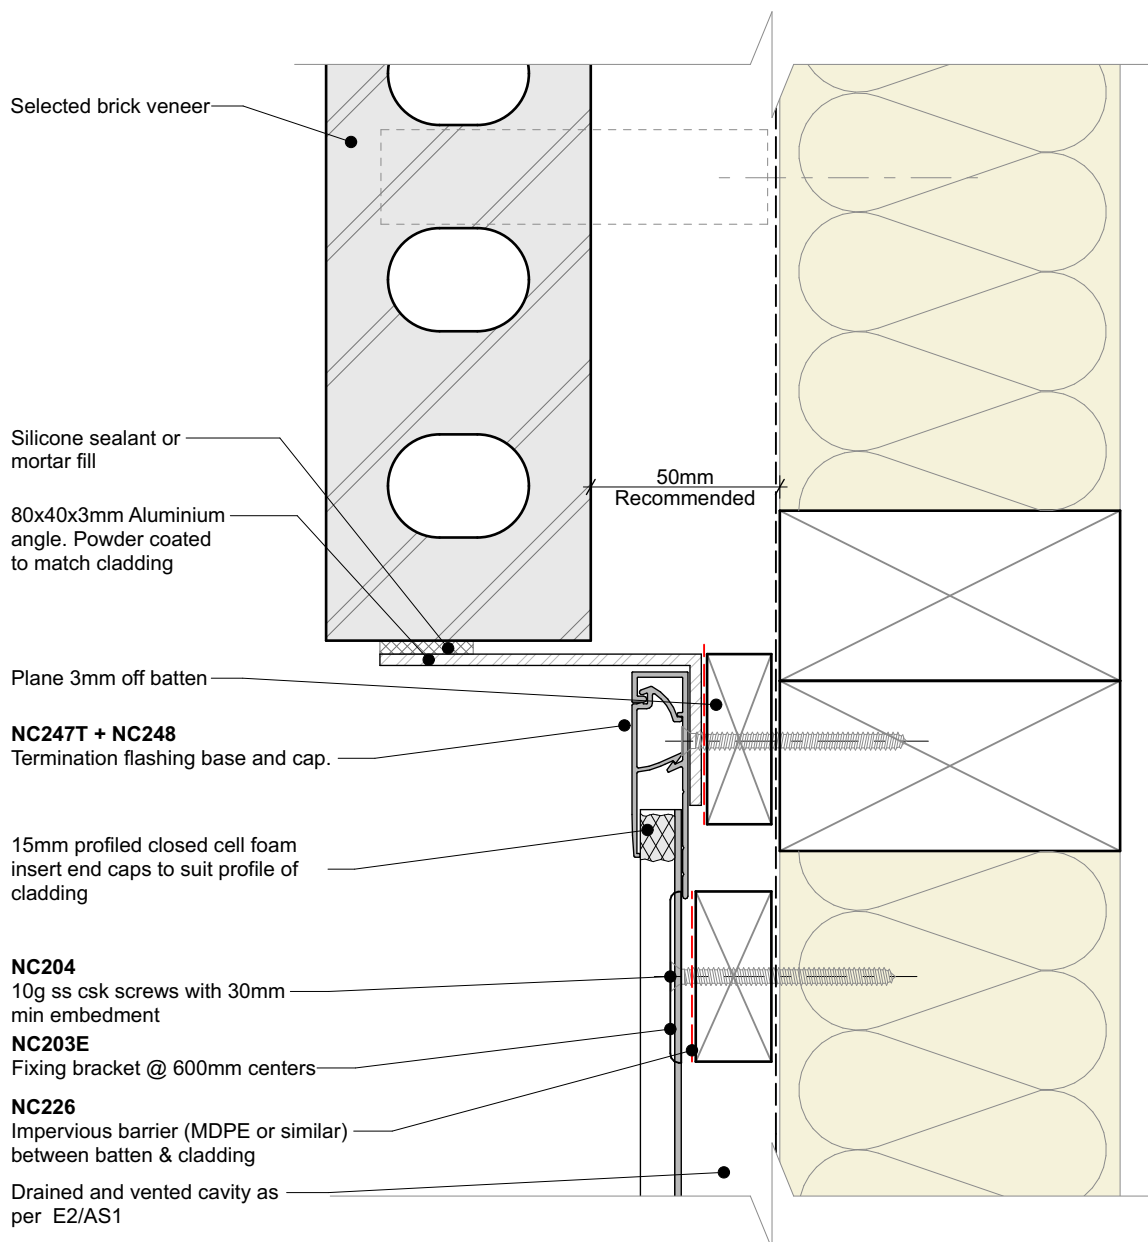 Selected brick veneer
Silicone sealant or
mortar fill
50mm
Recommended
80x40x3mm Aluminium
angle. Powder coated
to match cladding
Plane 3mm off batten
NC247T + NC248
Termination flashing base and cap.
15mm profiled closed cell foam
insert end caps to suit profile of
cladding
NC204
10g ss csk screws with 30mm
min embedment
NC203E
Fixing bracket @ 600mm centers
NC226
Impervious barrier (MDPE or similar)
between batten & cladding
Drained and vented cavity as
per E2/AS1